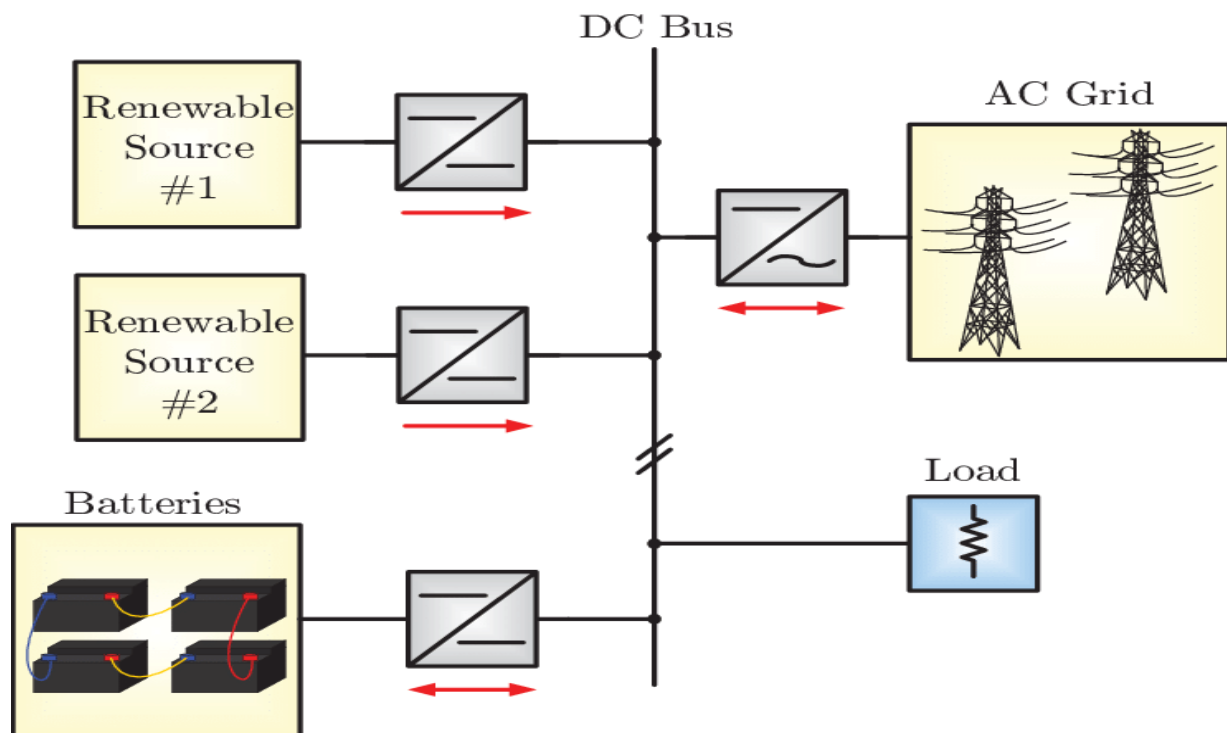 DC Bus
Renewable
Source
#1
AC Grid
Renewable
Source
#2
Batteries
Load